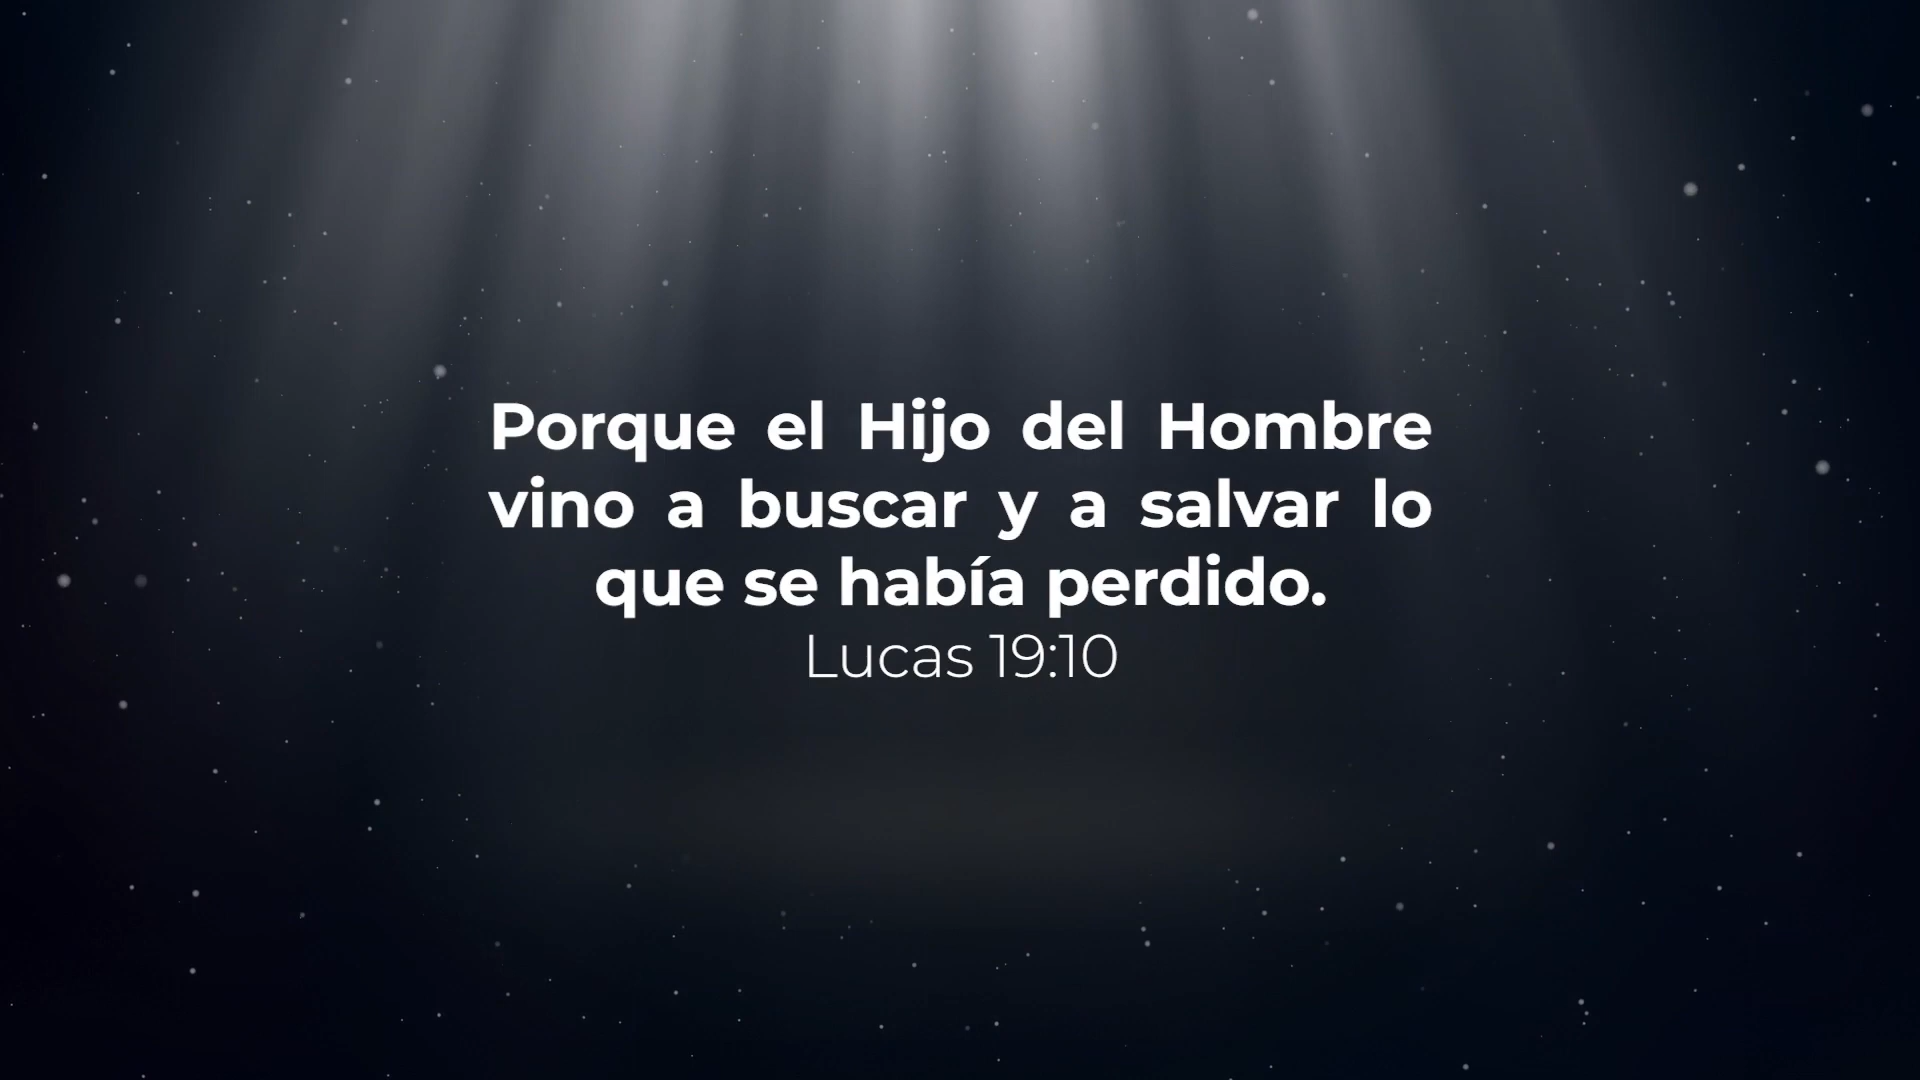 Porque el Hijo del Hombre
vino a buscar y a salvar lo
que se había perdido.
Lucas 19:10